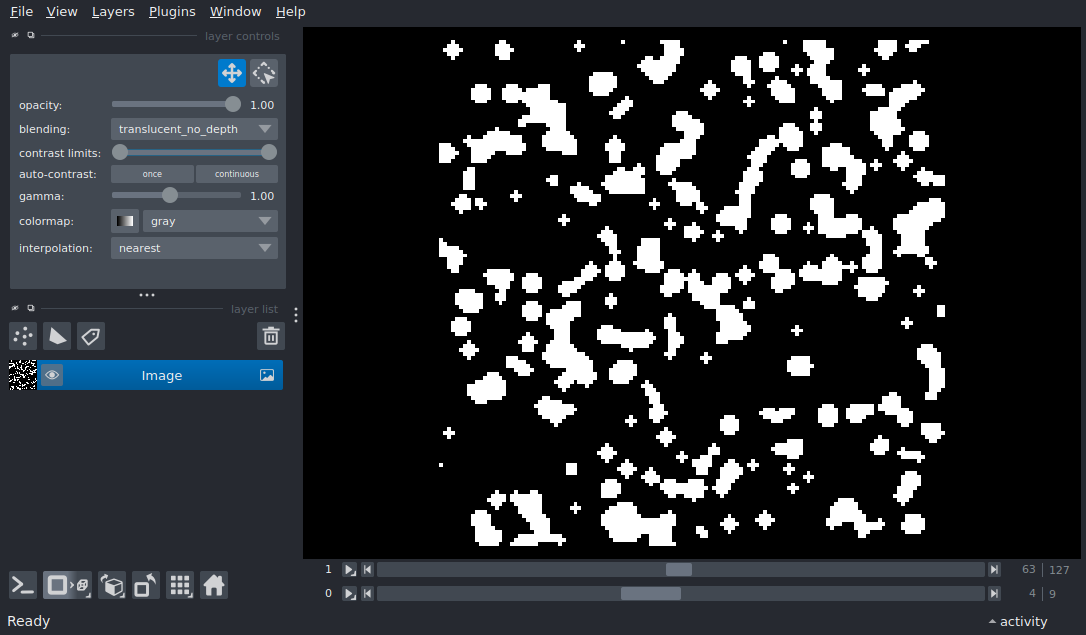 File View Layers Plugins Window Help
layer controls
opacity: 1.00
blending: translucent_no_depth
contrast limits:
auto-contrast: once continuous
gamma: 1.00
colormap: gray
interpolation: nearest
layer list
Image
1 63 127
0 4 9
Ready activity